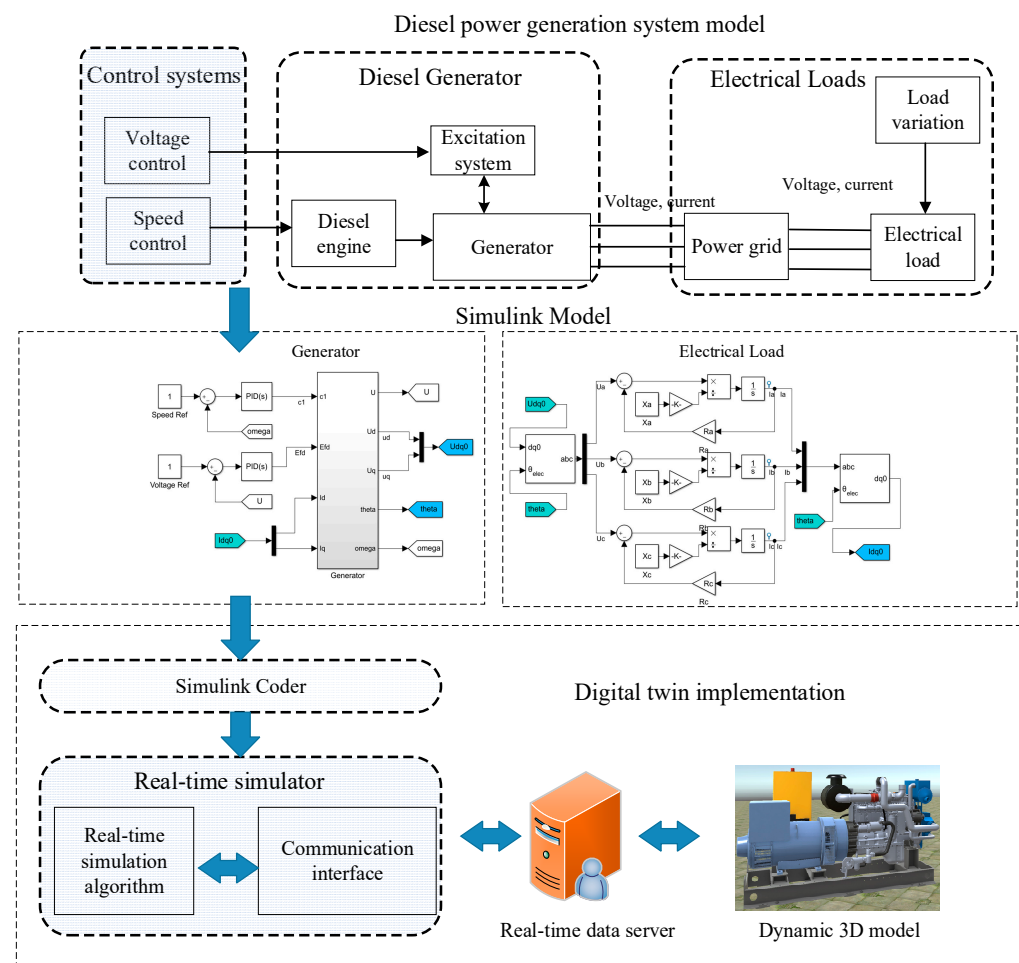 Diesel power generation system model
Control systems
Voltage
control
Speed
control
Diesel Generator
Excitation
system
Diesel
engine
Generator
Voltage, current
Electrical Loads
Load
variation
Voltage, current
Power grid
Electrical
load
Simulink Model
Generator
1
Speed Ref
+
-
PID(s)
c1
omega
1
Voltage Ref
+
-
PID(s)
Efd
U
Idq0
c1
Efd
Id
Iq
U
Ud
Uq
theta
omega
Generator
ud
uq
U
Udq0
theta
omega
Electrical Load
Udq0
theta
dq0
θelec
abc
Ua
+
-
Xa
Xa
-K-
×
÷
1
s
Ia
Ia
Ra
Ra
Ub
+
-
Xb
Xb
-K-
×
÷
1
s
Ib
Ib
Rb
Rb
Uc
+
-
Xc
Xc
-K-
×
÷
1
s
Ic
Ic
Rc
Rc
theta
abc
θelec
dq0
Idq0
Simulink Coder
Digital twin implementation
Real-time simulator
Real-time
simulation
algorithm
Communication
interface
Real-time data server
Dynamic 3D model